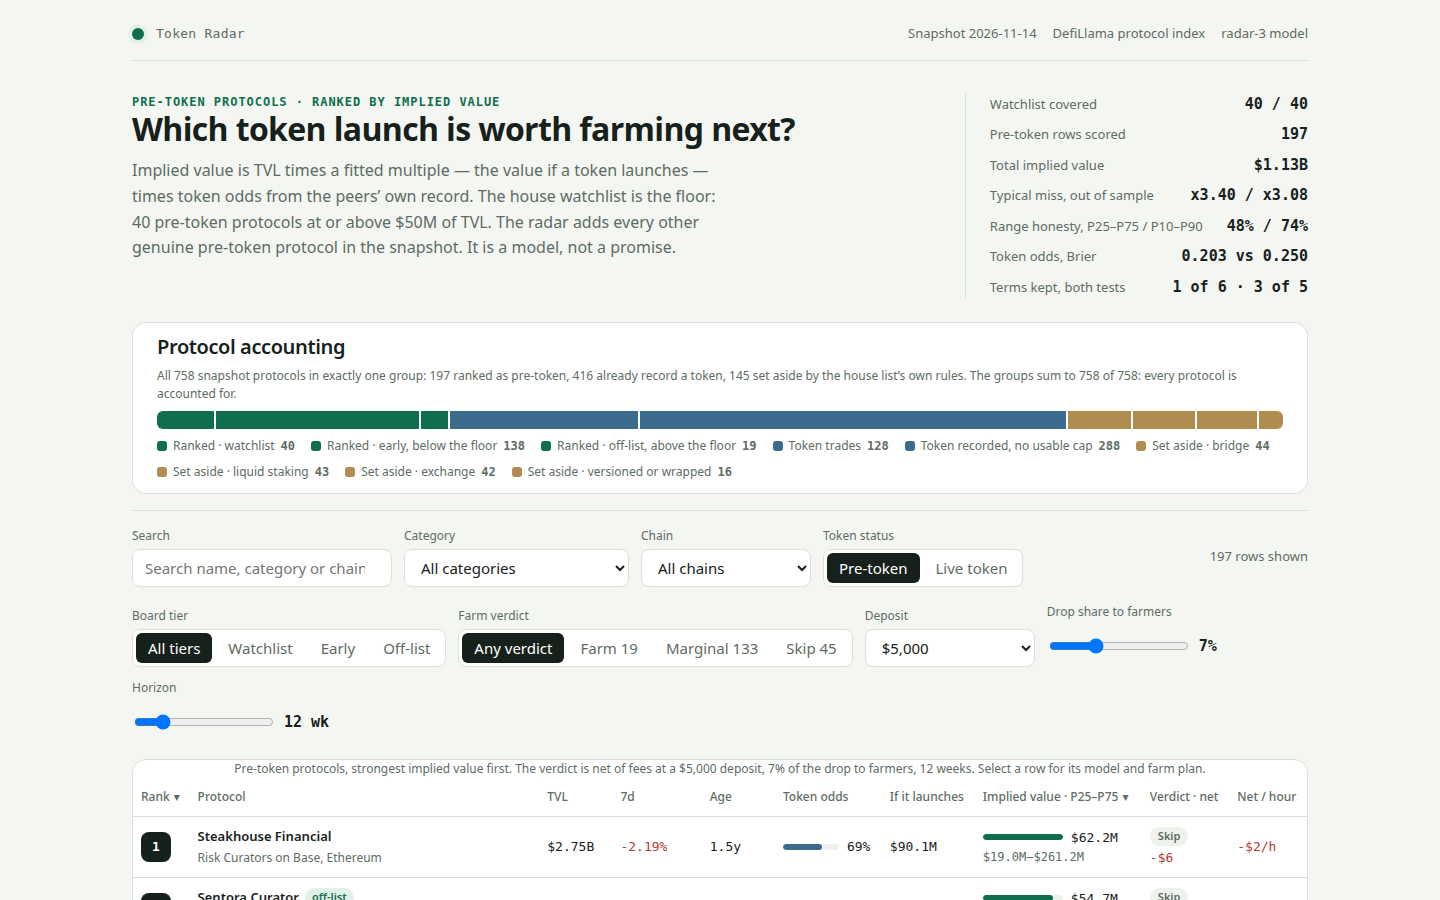 Token Radar
Snapshot 2026-11-14 DefiLlama protocol index radar-3 model
PRE-TOKEN PROTOCOLS · RANKED BY IMPLIED VALUE
Which token launch is worth farming next?
Implied value is TVL times a fitted multiple — the value if a token launches —
times token odds from the peers’ own record. The house watchlist is the floor:
40 pre-token protocols at or above $50M of TVL. The radar adds every other
genuine pre-token protocol in the snapshot. It is a model, not a promise.
Watchlist covered 40 / 40
Pre-token rows scored 197
Total implied value $1.13B
Typical miss, out of sample x3.40 / x3.08
Range honesty, P25–P75 / P10–P90 48% / 74%
Token odds, Brier 0.203 vs 0.250
Terms kept, both tests 1 of 6 · 3 of 5
Protocol accounting
All 758 snapshot protocols in exactly one group: 197 ranked as pre-token, 416 already record a token, 145 set aside by the house list’s own rules. The groups sum to 758 of 758: every protocol is
accounted for.
Ranked · watchlist 40 Ranked · early, below the floor 138 Ranked · off-list, above the floor 19 Token trades 128 Token recorded, no usable cap 288 Set aside · bridge 44
Set aside · liquid staking 43 Set aside · exchange 42 Set aside · versioned or wrapped 16
Search Category Chain Token status
Search name, category or chain All categories All chains Pre-token Live token 197 rows shown
Board tier Farm verdict Deposit Drop share to farmers
All tiers Watchlist Early Off-list Any verdict Farm 19 Marginal 133 Skip 45 $5,000 7%
Horizon
12 wk
Pre-token protocols, strongest implied value first. The verdict is net of fees at a $5,000 deposit, 7% of the drop to farmers, 12 weeks. Select a row for its model and farm plan.
Rank ▾ Protocol TVL 7d Age Token odds If it launches Implied value · P25–P75 ▾ Verdict · net Net / hour
1 Steakhouse Financial $2.75B -2.19% 1.5y 69% $90.1M $62.2M Skip -$2/h
Risk Curators on Base, Ethereum $19.0M–$261.2M -$6
Sentora Curator off-list $54.7M Skip